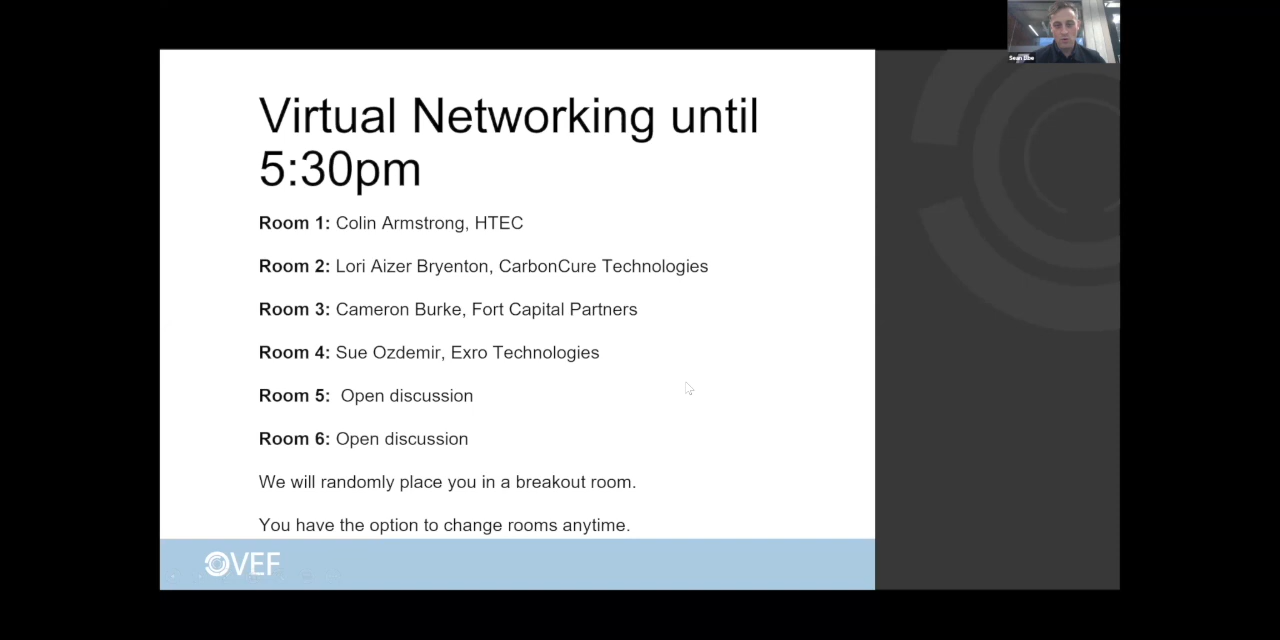 Sean Elbe
Virtual Networking until
5:30pm
Room 1: Colin Armstrong, HTEC
Room 2: Lori Aizer Bryenton, CarbonCure Technologies
Room 3: Cameron Burke, Fort Capital Partners
Room 4: Sue Ozdemir, Exro Technologies
Room 5: Open discussion
Room 6: Open discussion
We will randomly place you in a breakout room.
You have the option to change rooms anytime.
VEF